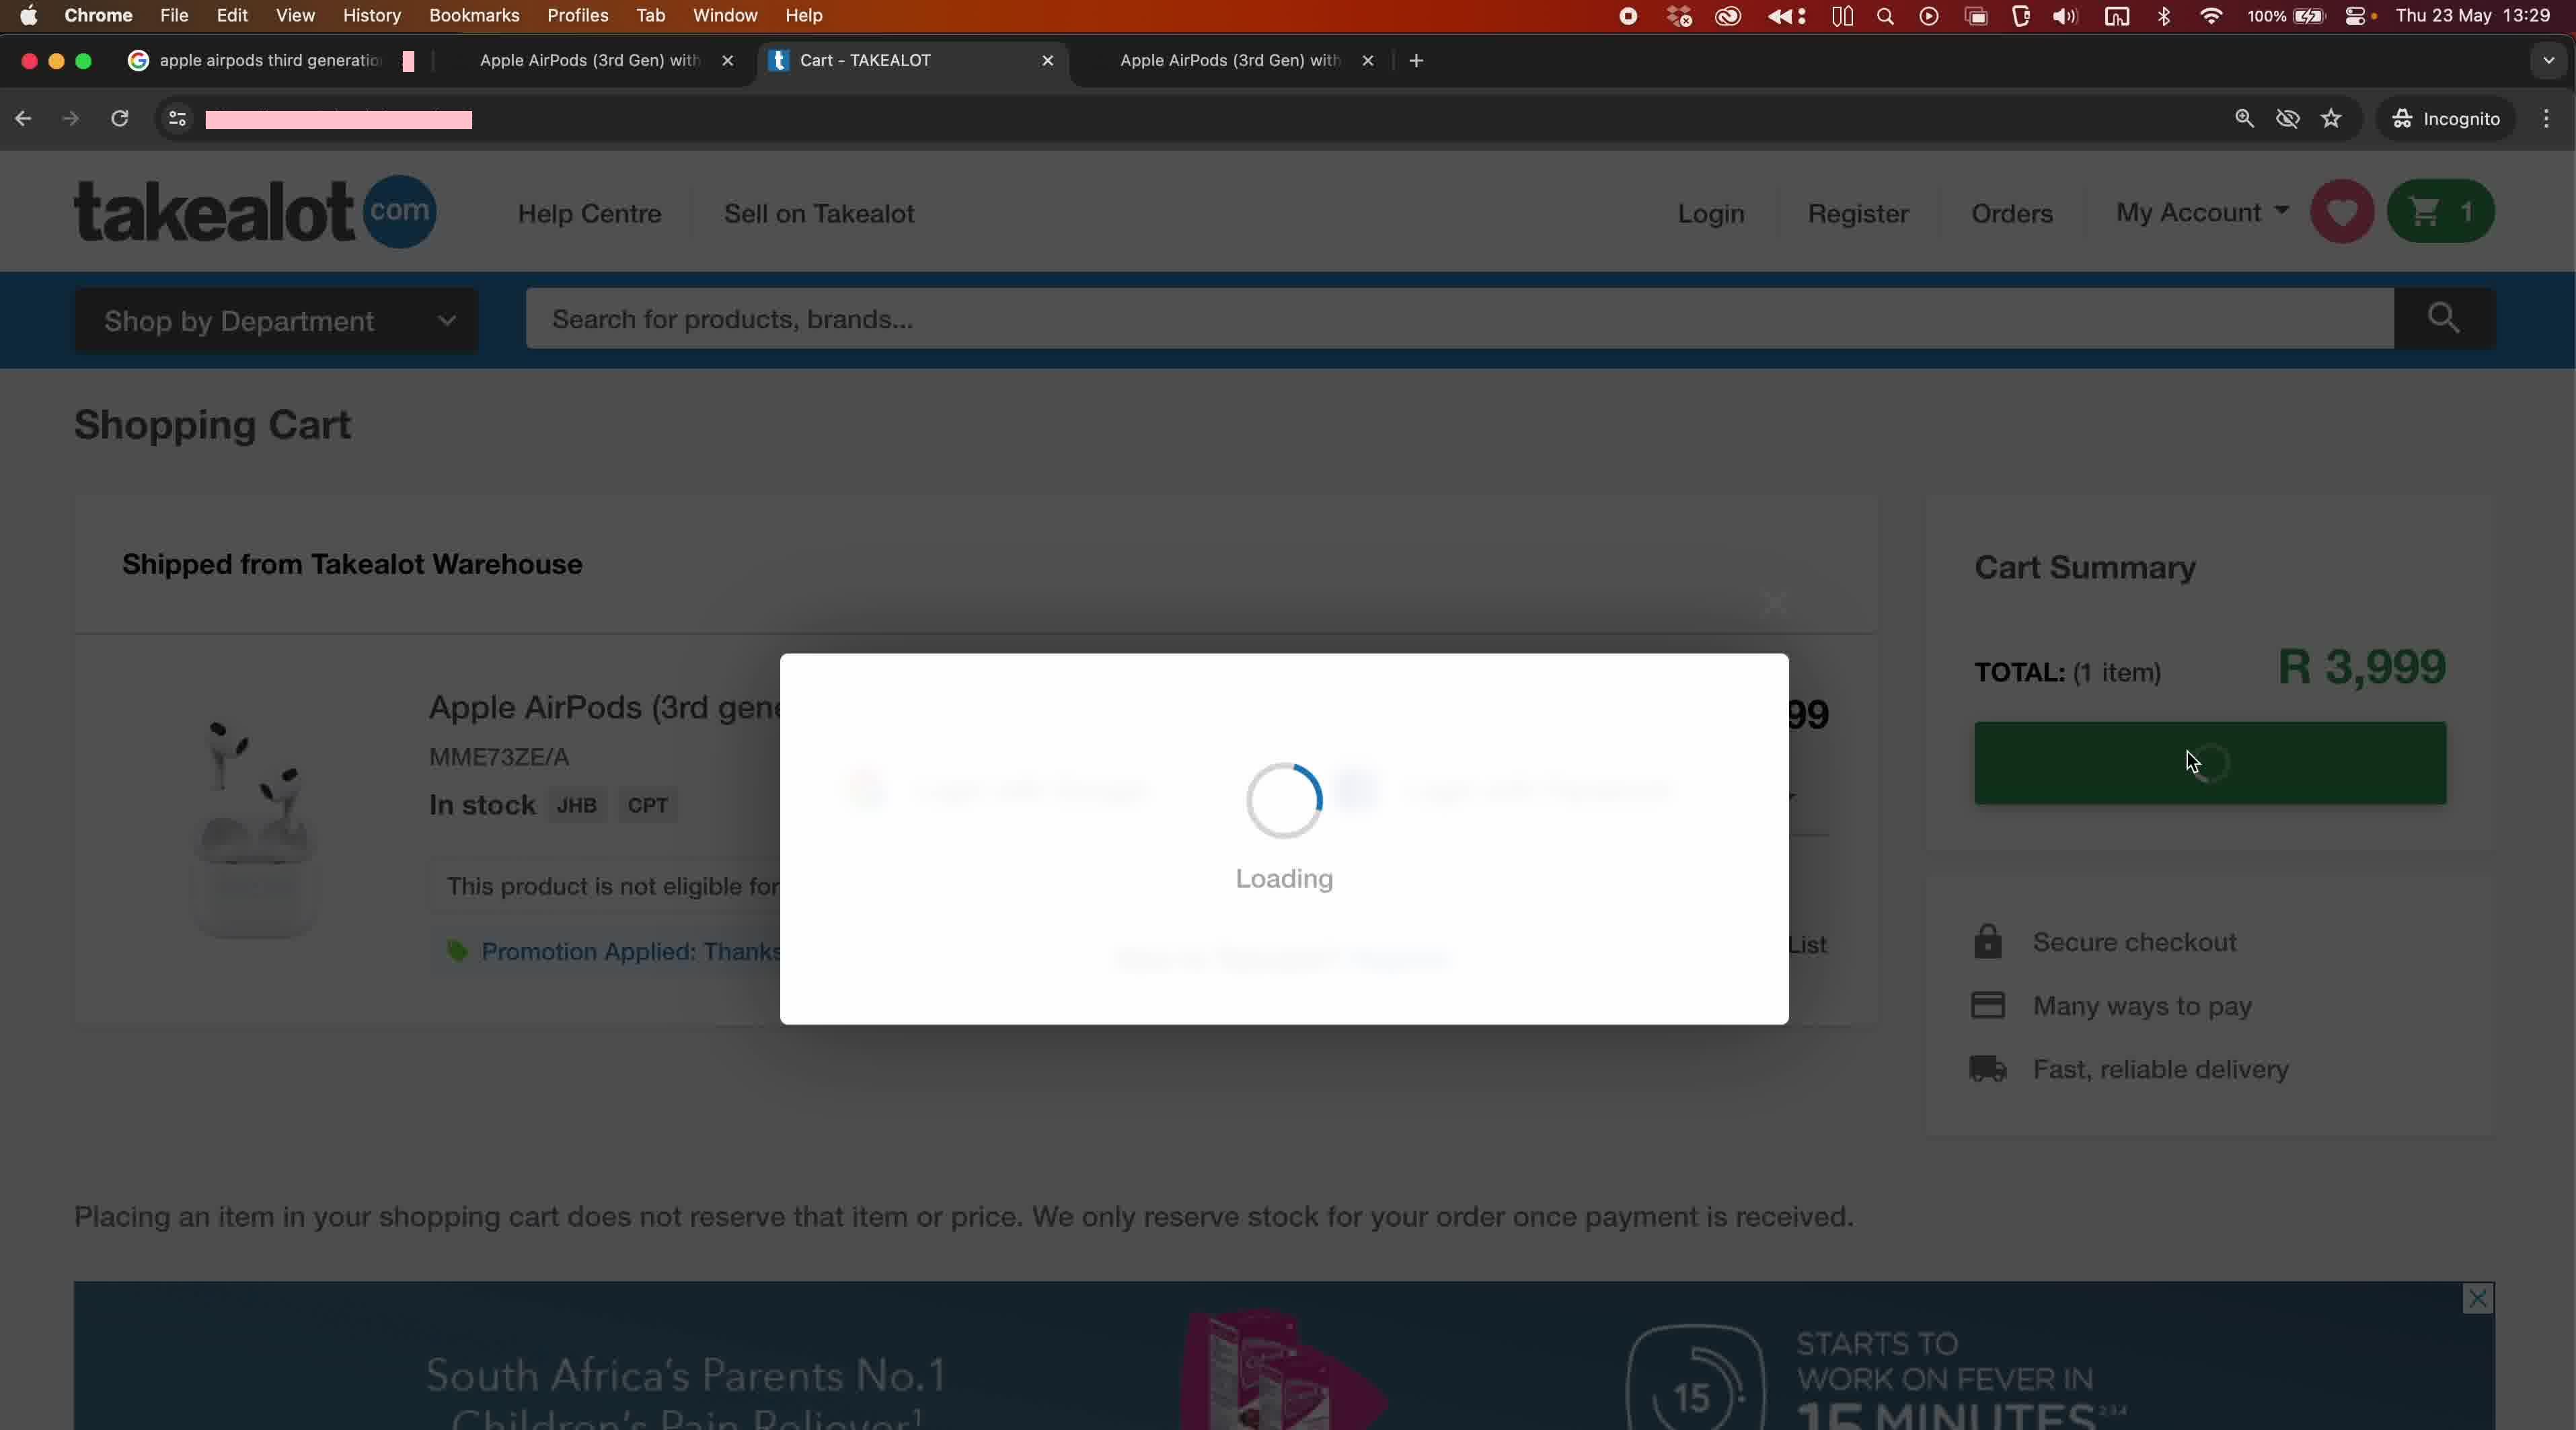 Chrome File Edit View History Bookmarks Profiles Tab Window Help
100% Thu 23 May 13:29
apple airpods third generation
Apple AirPods (3rd Gen) with
Cart - TAKEALOT
Apple AirPods (3rd Gen) with
Incognito
takealot com
Help Centre
Sell on Takealot
Login
Register
Orders
My Account
1
Shop by Department
Search for products, brands...
Shopping Cart
Shipped from Takealot Warehouse
Apple AirPods (3rd gene
99
MME73ZE/A
In stock JHB CPT
This product is not eligible for
Promotion Applied: Thanks
List
Loading
Cart Summary
TOTAL: (1 item) R 3,999
Secure checkout
Many ways to pay
Fast, reliable delivery
Placing an item in your shopping cart does not reserve that item or price. We only reserve stock for your order once payment is received.
South Africa's Parents No.1
Children's Pain Reliever¹
15
STARTS TO
WORK ON FEVER IN
15 MINUTES